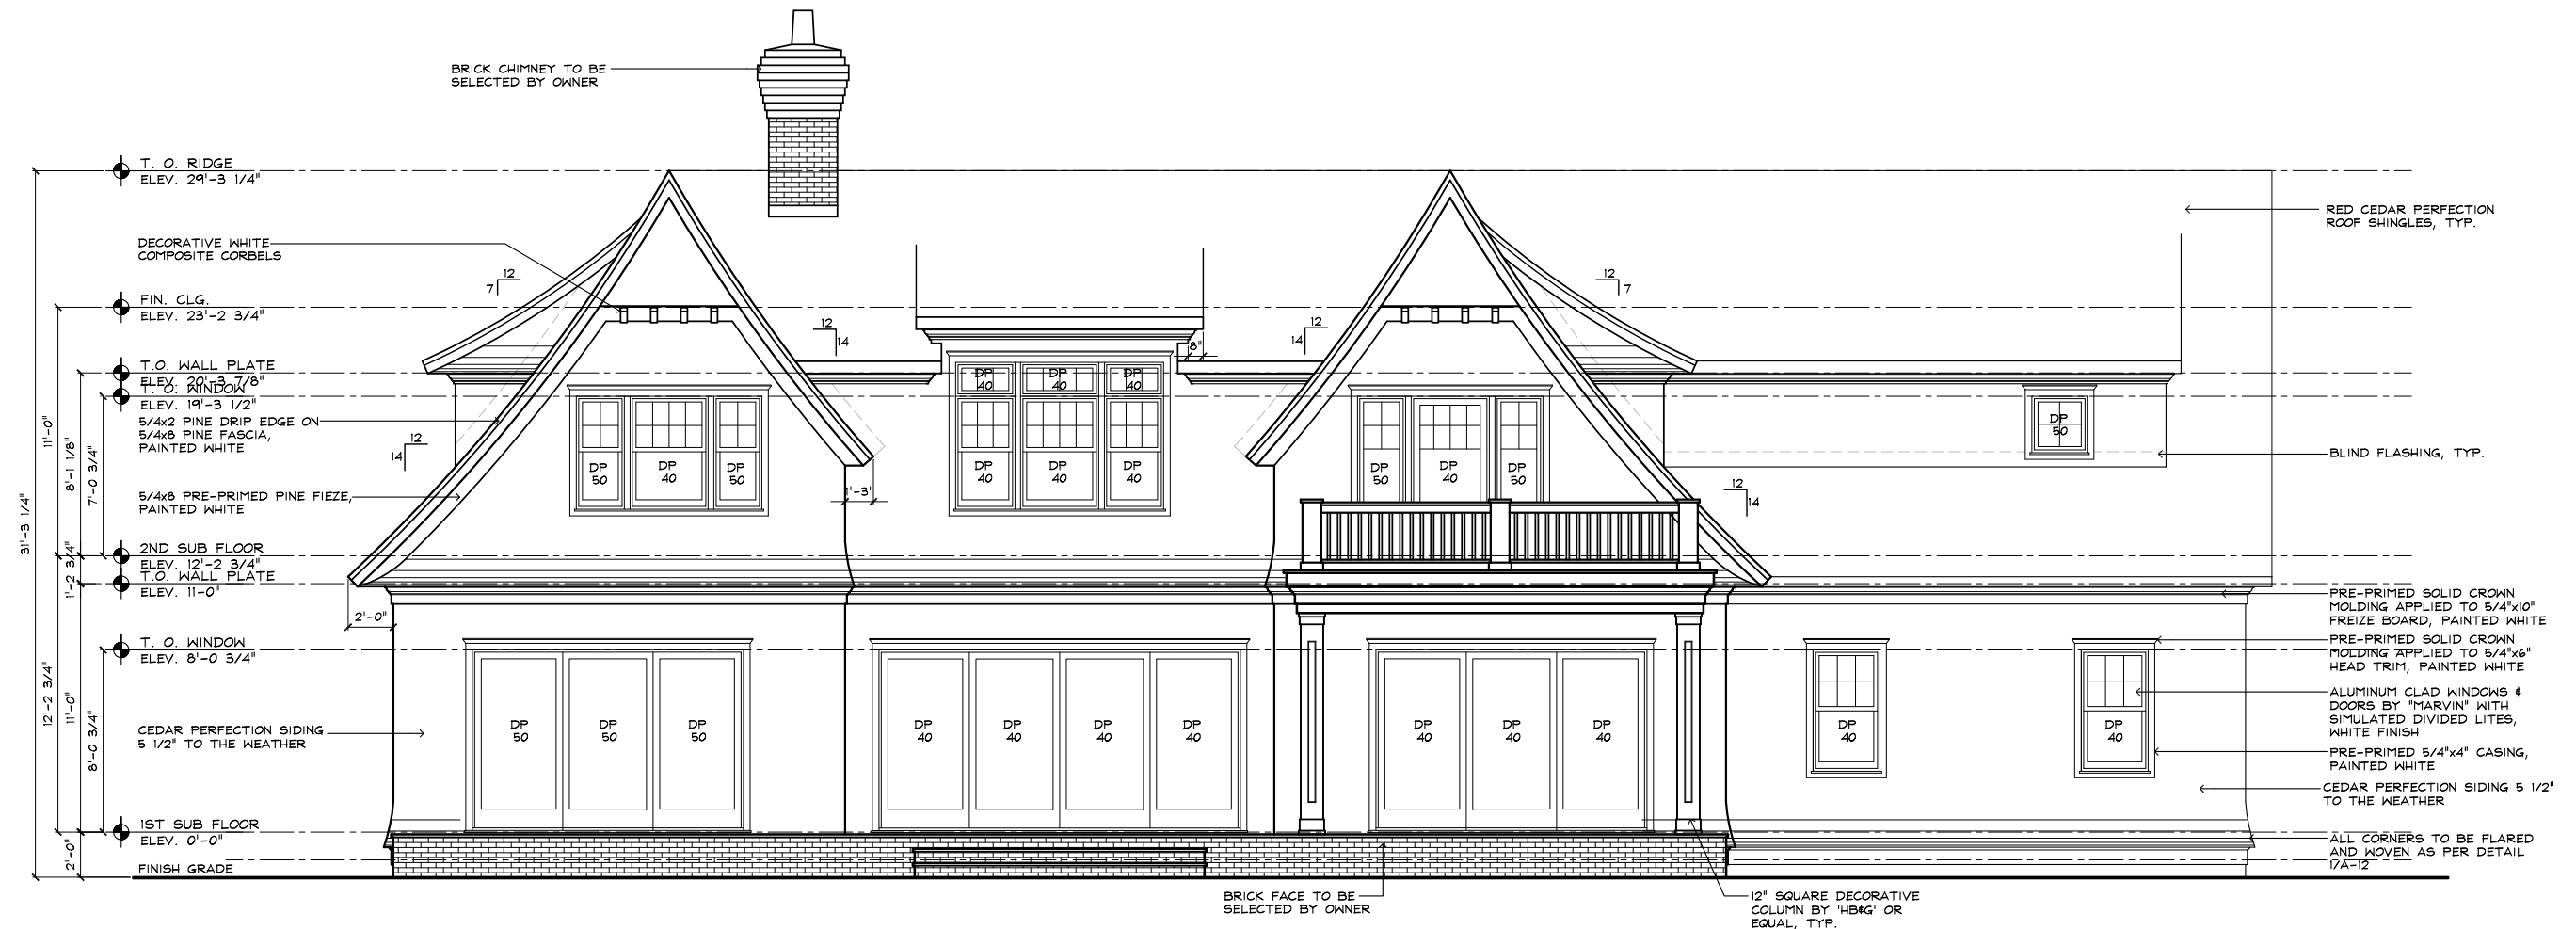 BRICK CHIMNEY TO BE
SELECTED BY OWNER
T. O. RIDGE
ELEV. 29'-3 1/4"
RED CEDAR PERFECTION
ROOF SHINGLES, TYP.
DECORATIVE WHITE
COMPOSITE CORBELS
12
7
12
7
FIN. CLG.
ELEV. 23'-2 3/4"
12
14
12
14
8"
T.O. WALL PLATE
ELEV. 20'-3 7/8"
T. O. WINDOW
ELEV. 19'-3 1/2"
DP
40
DP
40
DP
40
5/4x2 PINE DRIP EDGE ON
5/4x8 PINE FASCIA,
PAINTED WHITE
12
14
DP
50
BLIND FLASHING, TYP.
DP
50
DP
40
DP
50
DP
40
DP
40
DP
40
DP
50
DP
40
DP
50
5/4x8 PRE-PRIMED PINE FIEZE,
PAINTED WHITE
1'-3"
12
14
31'-3 1/4"
11'-0"
8'-1 1/8"
7'-0 3/4"
2ND SUB FLOOR
ELEV. 12'-2 3/4"
T.O. WALL PLATE
ELEV. 11-0"
1'-2 3/4"
2'-0"
PRE-PRIMED SOLID CROWN
MOLDING APPLIED TO 5/4"x10"
FREIZE BOARD, PAINTED WHITE
T. O. WINDOW
ELEV. 8'-0 3/4"
PRE-PRIMED SOLID CROWN
MOLDING APPLIED TO 5/4"x6"
HEAD TRIM, PAINTED WHITE
ALUMINUM CLAD WINDOWS &
DOORS BY "MARVIN" WITH
SIMULATED DIVIDED LITES,
WHITE FINISH
12'-2 3/4"
11'-0"
8'-0 3/4"
CEDAR PERFECTION SIDING
5 1/2" TO THE WEATHER
DP
50
DP
50
DP
50
DP
40
DP
40
DP
40
DP
40
DP
40
DP
40
DP
40
DP
40
DP
40
PRE-PRIMED 5/4"x4" CASING,
PAINTED WHITE
CEDAR PERFECTION SIDING 5 1/2"
TO THE WEATHER
1ST SUB FLOOR
ELEV. 0'-0"
2'-0"
FINISH GRADE
ALL CORNERS TO BE FLARED
AND WOVEN AS PER DETAIL
1/A-12
BRICK FACE TO BE
SELECTED BY OWNER
12" SQUARE DECORATIVE
COLUMN BY 'HB&G' OR
EQUAL, TYP.